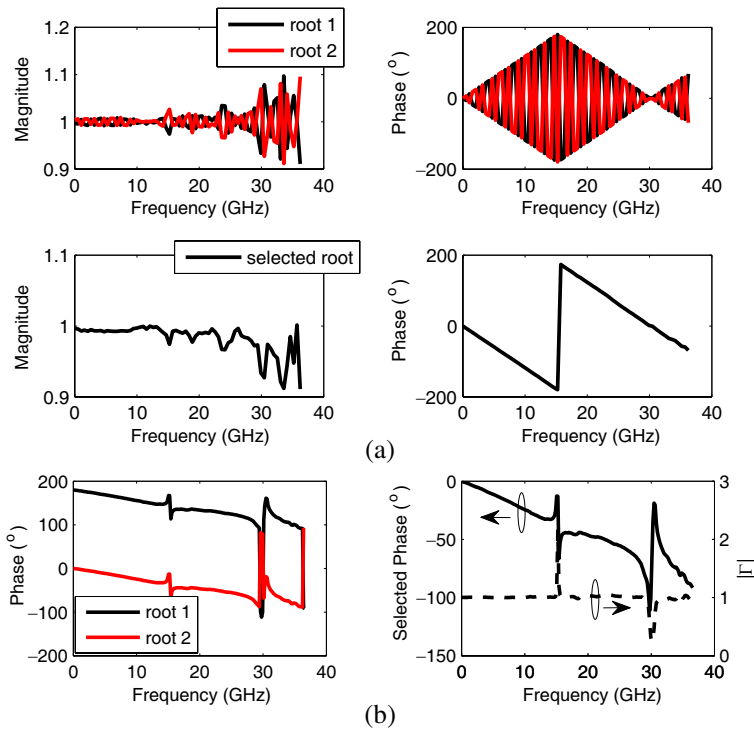 root 1
root 2
1.2
1.1
1
0.9
Magnitude
0 10 20 30 40
Frequency (GHz)
200
0
−200
Phase (°)
0 10 20 30 40
Frequency (GHz)
selected root
1.1
1
0.9
Magnitude
0 10 20 30 40
Frequency (GHz)
200
0
−200
Phase (°)
0 10 20 30 40
Frequency (GHz)
(a)
200
100
0
−100
−200
Phase (°)
root 1
root 2
0 10 20 30 40
Frequency (GHz)
0
−50
−100
−150
Selected Phase (°)
3
2
1
0
|Γ|
0 10 20 30 40
Frequency (GHz)
(b)